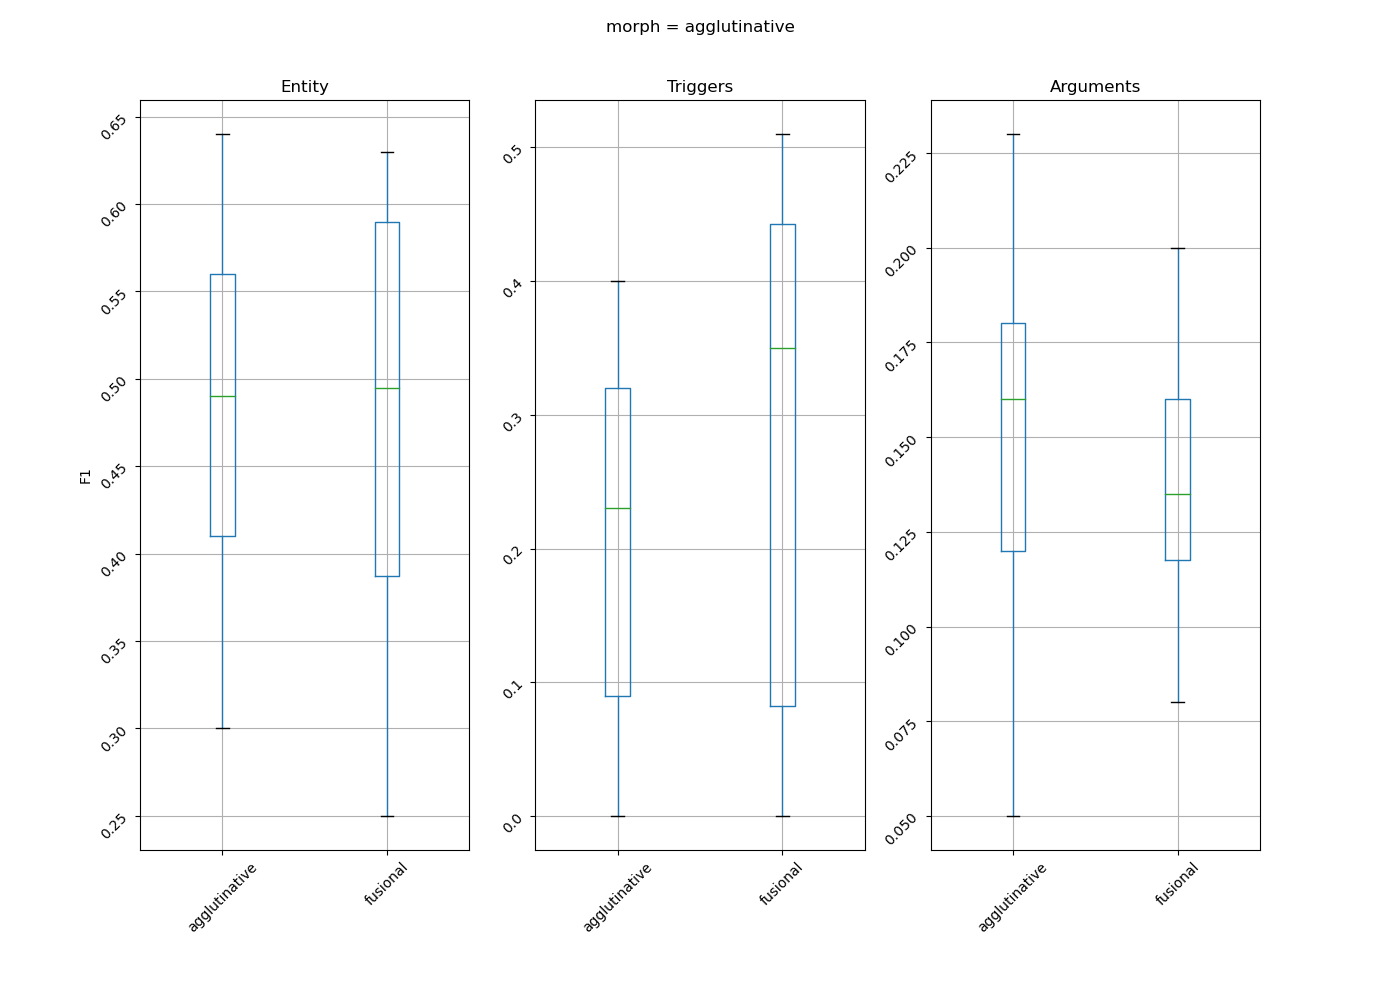 morph = agglutinative
Entity
F1
0.65
0.60
0.55
0.50
0.45
0.40
0.35
0.30
0.25
agglutinative
fusional
Triggers
0.5
0.4
0.3
0.2
0.1
0.0
agglutinative
fusional
Arguments
0.225
0.200
0.175
0.150
0.125
0.100
0.075
0.050
agglutinative
fusional